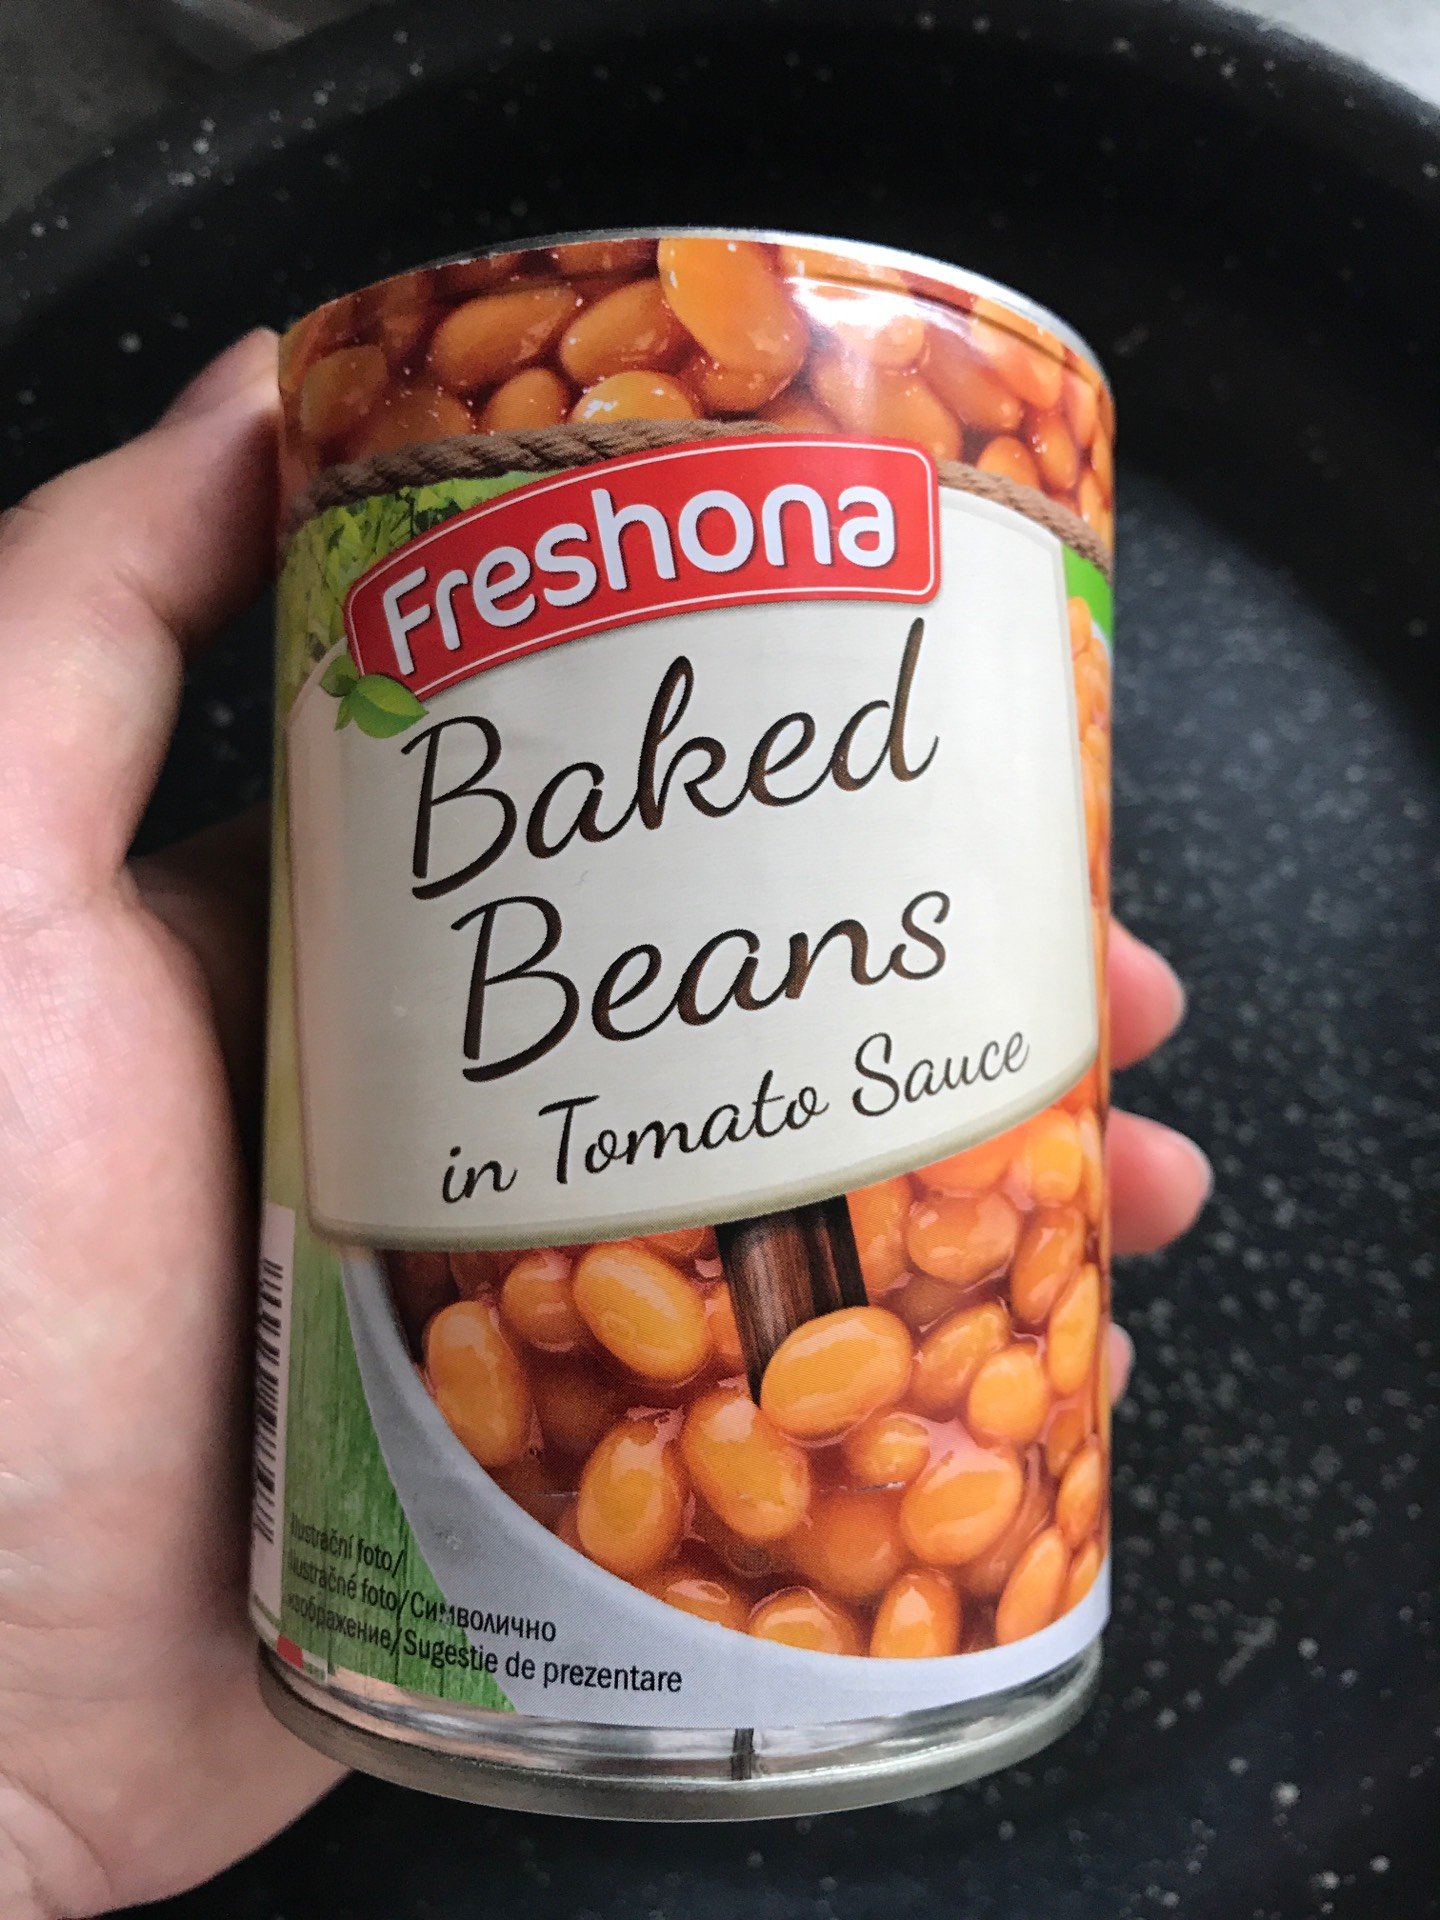 Freshona
Baked
Beans
in Tomato Sauce
Ilustrační foto/
Ilustračné foto/Символично
изображение/Sugestie de prezentare